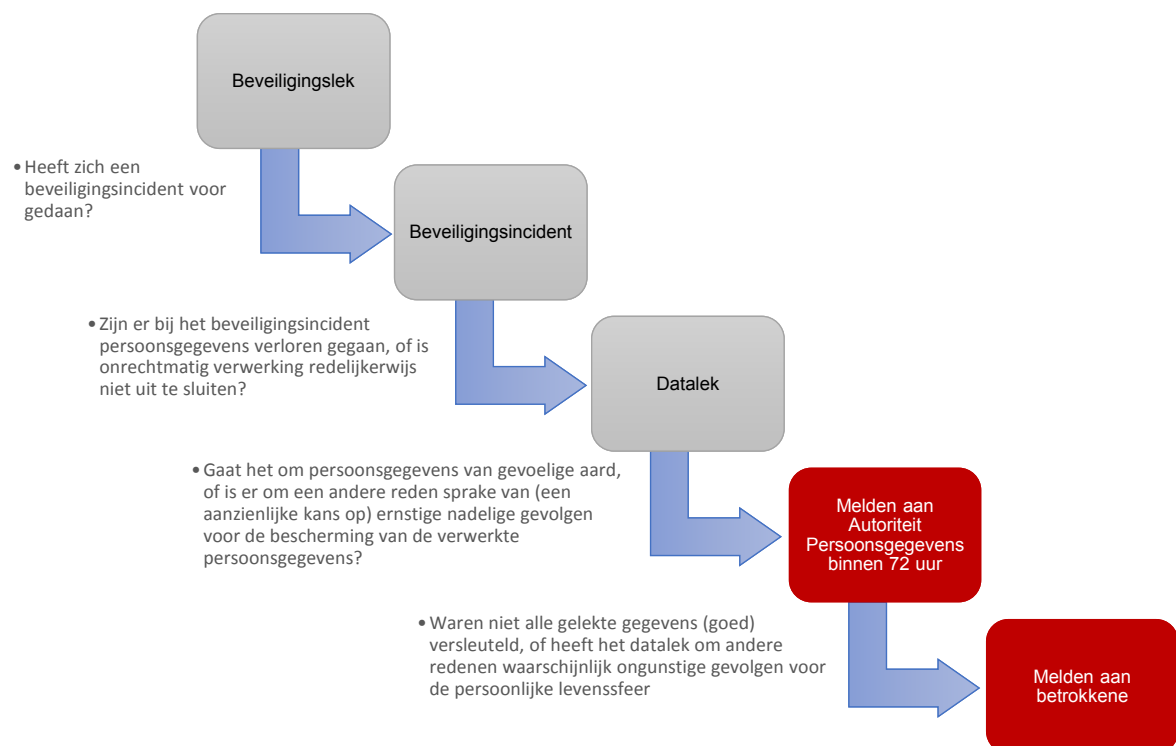 Beveiligingslek
• Heeft zich een
beveiligingsincident voor
gedaan?
Beveiligingsincident
• Zijn er bij het beveiligingsincident
persoonsgegevens verloren gegaan, of is
onrechtmatig verwerking redelijkerwijs
niet uit te sluiten?
Datalek
• Gaat het om persoonsgegevens van gevoelige aard,
of is er om een andere reden sprake van (een
aanzienlijke kans op) ernstige nadelige gevolgen
voor de bescherming van de verwerkte
persoonsgegevens?
Melden aan
Autoriteit
Persoonsgegevens
binnen 72 uur
• Waren niet alle gelekte gegevens (goed)
versleuteld, of heeft het datalek om andere
redenen waarschijnlijk ongunstige gevolgen voor
de persoonlijke levenssfeer
Melden aan
betrokkene